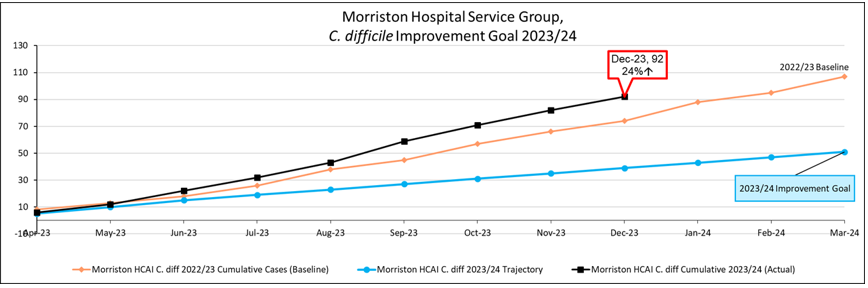 Morriston Hospital Service Group,
C. difficile Improvement Goal 2023/24
130
110
90
70
50
30
10
-10
Dec-23, 92
24%↑
2022/23 Baseline
2023/24 Improvement Goal
Apr-23 May-23 Jun-23 Jul-23 Aug-23 Sep-23 Oct-23 Nov-23 Dec-23 Jan-24 Feb-24 Mar-24
Morriston HCAI C. diff 2022/23 Cumulative Cases (Baseline) Morriston HCAI C. diff 2023/24 Trajectory Morriston HCAI C. diff Cumulative 2023/24 (Actual)